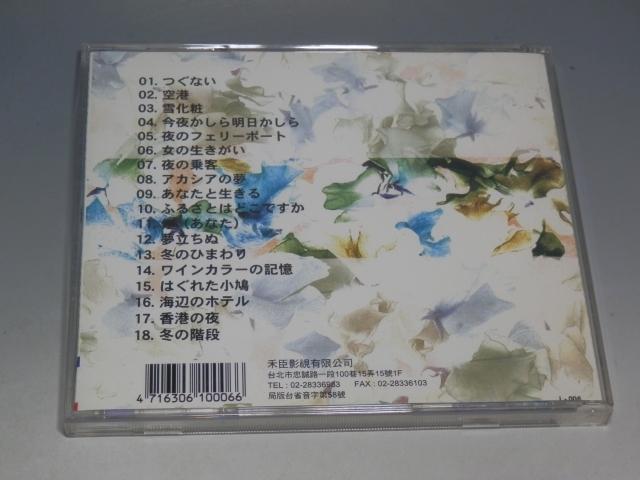 01. つぐない
02. 空港
03. 雪化粧
04. 今夜かしら明日かしら
05. 夜のフェリーボート
06. 女の生きがい
07. 夜の乗客
08. アカシアの夢
09. あなたと生きる
10. ふるさとはどこですか
11. （あなた）
12. 夢立ちぬ
13. 冬のひまわり
14. ワインカラーの記憶
15. はぐれた小鳩
16. 海辺のホテル
17. 香港の夜
18. 冬の階段
禾臣影視有限公司
台北市忠誠路一段100巷15弄15號1F
TEL : 02-28336983 FAX : 02-28336103
局版台省音字第58號
4 716306 100066